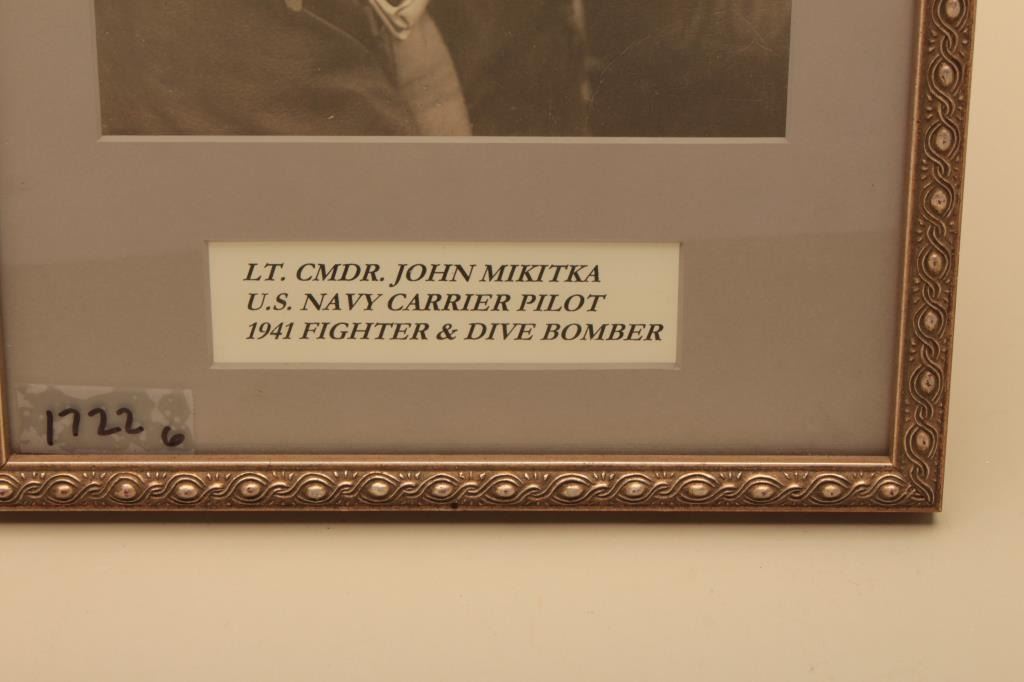 LT. CMDR. JOHN MIKITKA
U.S. NAVY CARRIER PILOT
1941 FIGHTER & DIVE BOMBER
1722 6